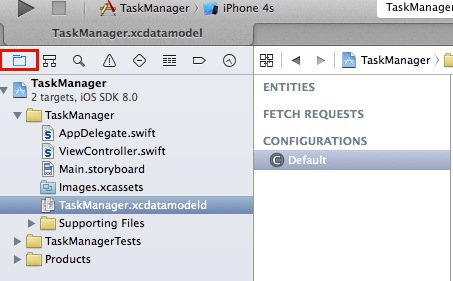 TaskManager iPhone 4s TaskManager
TaskManager.xcdatamodel
TaskManager
TaskManager
2 targets, iOS SDK 8.0
TaskManager
AppDelegate.swift
ViewController.swift
Main.storyboard
Images.xcassets
TaskManager.xcdatamodeld
Supporting Files
TaskManagerTests
Products
ENTITIES
FETCH REQUESTS
CONFIGURATIONS
C Default